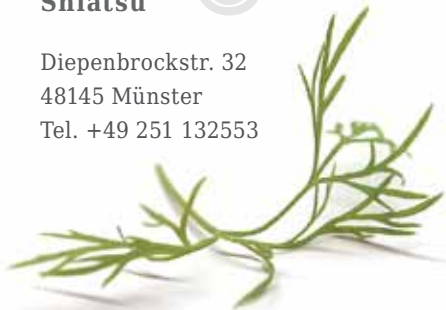 Shiatsu
Diepenbrockstr. 32
48145 Münster
Tel. +49 251 132553